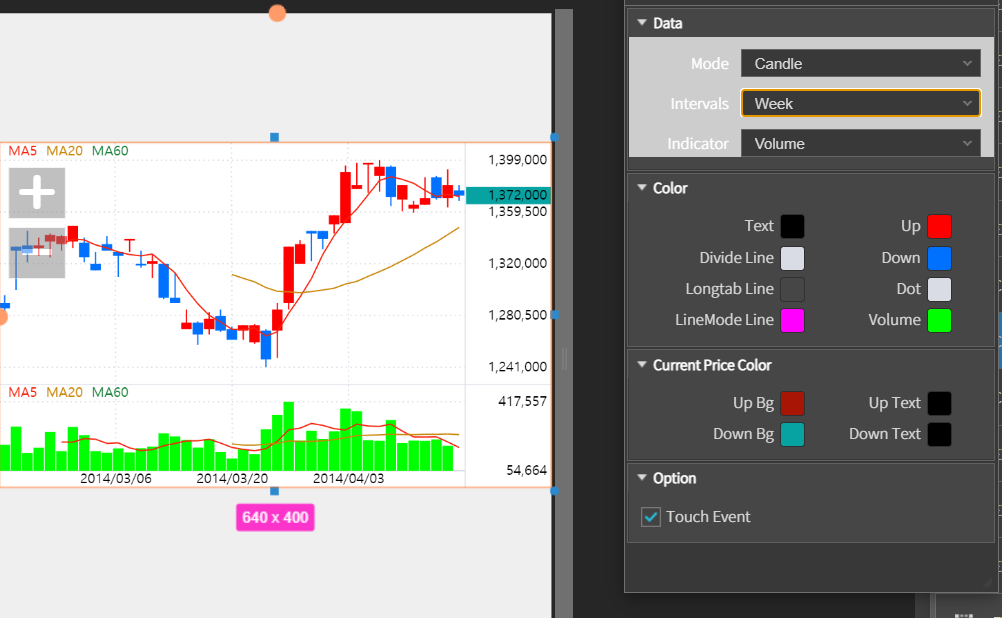 MA5 MA20 MA60
1,399,000
1,372,000
1,359,500
1,320,000
1,280,500
1,241,000
MA5 MA20 MA60
417,557
54,664
2014/03/06 2014/03/20 2014/04/03
640 x 400
Data
Mode Candle
Intervals Week
Indicator Volume
Color
Text Up
Divide Line Down
Longtab Line Dot
LineMode Line Volume
Current Price Color
Up Bg Up Text
Down Bg Down Text
Option
Touch Event